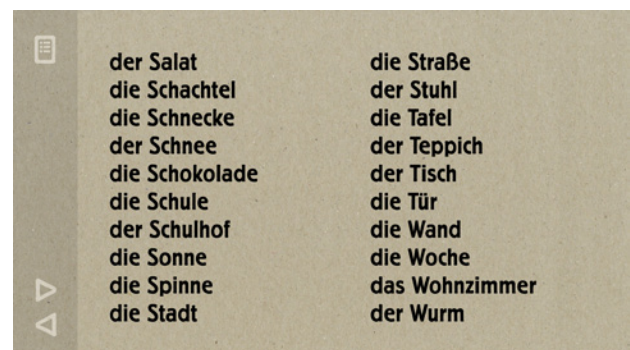 der Salat
die Schachtel
die Schnecke
der Schnee
die Schokolade
die Schule
der Schulhof
die Sonne
die Spinne
die Stadt
die Straße
der Stuhl
die Tafel
der Teppich
der Tisch
die Tür
die Wand
die Woche
das Wohnzimmer
der Wurm